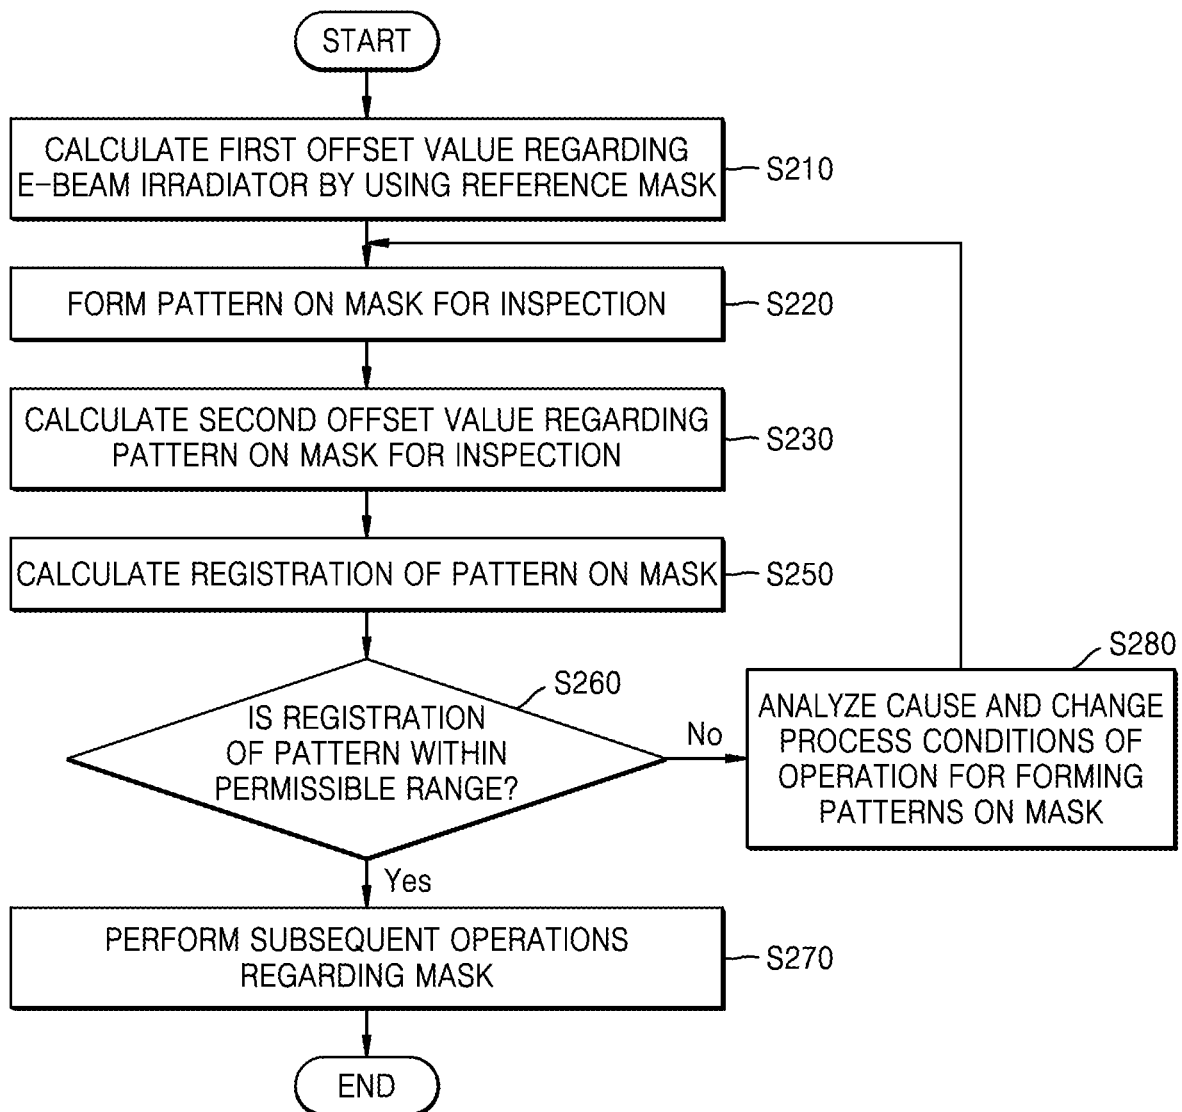 START
CALCULATE FIRST OFFSET VALUE REGARDING
E-BEAM IRRADIATOR BY USING REFERENCE MASK
S210
FORM PATTERN ON MASK FOR INSPECTION
S220
CALCULATE SECOND OFFSET VALUE REGARDING
PATTERN ON MASK FOR INSPECTION
S230
CALCULATE REGISTRATION OF PATTERN ON MASK
S250
IS REGISTRATION
OF PATTERN WITHIN
PERMISSIBLE RANGE?
S260
No
S280
ANALYZE CAUSE AND CHANGE
PROCESS CONDITIONS OF
OPERATION FOR FORMING
PATTERNS ON MASK
Yes
PERFORM SUBSEQUENT OPERATIONS
REGARDING MASK
S270
END